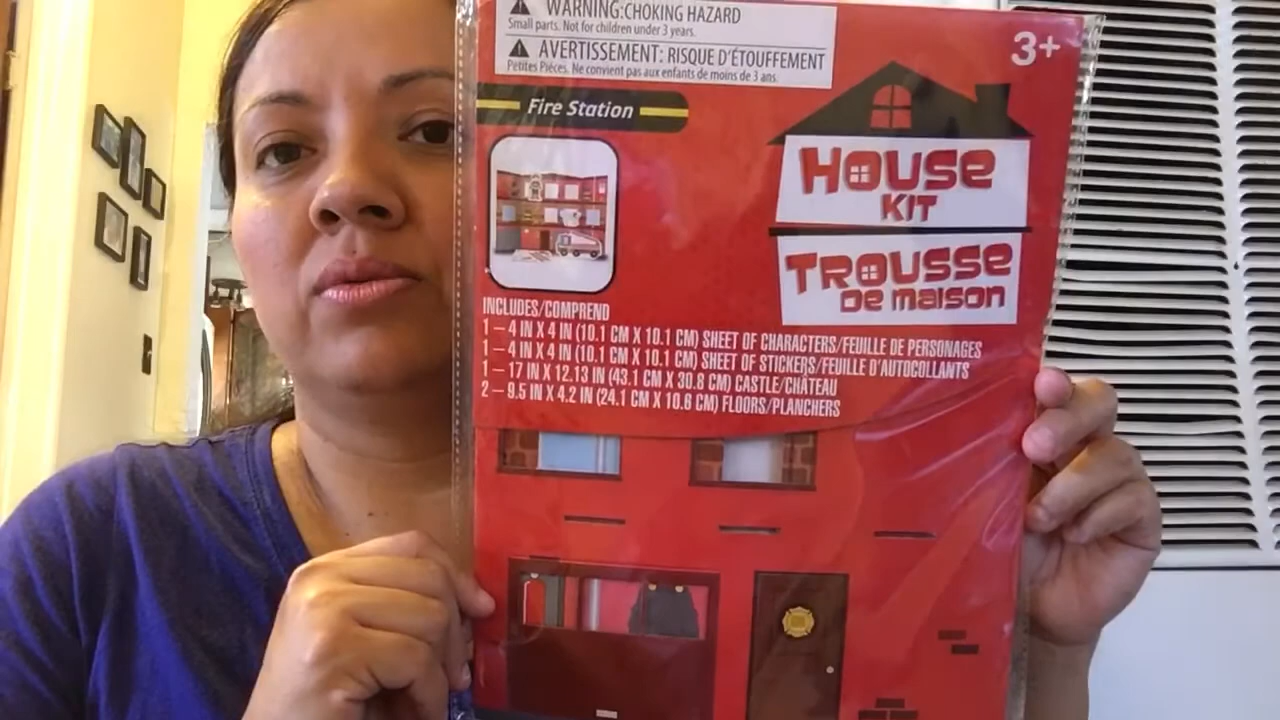 WARNING:CHOKING HAZARD
Small parts. Not for children under 3 years.
AVERTISSEMENT: RISQUE D'ÉTOUFFEMENT
Petites Pièces. Ne convient pas aux enfants de moins de 3 ans.
3+
Fire Station
HOUSE
KIT
TROUSSE
DE maison
INCLUDES/COMPREND
1 – 4 IN X 4 IN (10.1 CM X 10.1 CM) SHEET OF CHARACTERS/FEUILLE DE PERSONAGES
1 – 4 IN X 4 IN (10.1 CM X 10.1 CM) SHEET OF STICKERS/FEUILLE D'AUTOCOLLANTS
1 – 17 IN X 12.13 IN (43.1 CM X 30.8 CM) CASTLE/CHÂTEAU
2 – 9.5 IN X 4.2 IN (24.1 CM X 10.6 CM) FLOORS/PLANCHERS